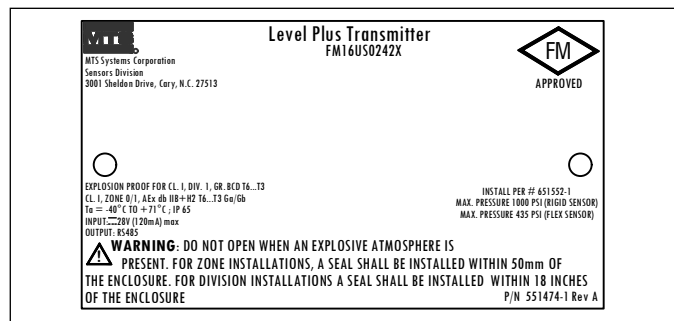 MTS
®
Level Plus Transmitter
FM16US0242X
MTS Systems Corporation
Sensors Division
3001 Sheldon Drive, Cary, N.C. 27513
FM
APPROVED
EXPLOSION PROOF FOR CL. I, DIV. 1, GR. BCD T6...T3
CL. I, ZONE 0/1, AEx db IIB+H2 T6...T3 Ga/Gb
Ta = -40°C TO +71°C ; IP 65
INPUT:⎓28V (120mA) max
OUTPUT: RS485
INSTALL PER # 651552-1
MAX. PRESSURE 1000 PSI (RIGID SENSOR)
MAX. PRESSURE 435 PSI (FLEX SENSOR)
WARNING: DO NOT OPEN WHEN AN EXPLOSIVE ATMOSPHERE IS
PRESENT. FOR ZONE INSTALLATIONS, A SEAL SHALL BE INSTALLED WITHIN 50mm OF
THE ENCLOSURE. FOR DIVISION INSTALLATIONS A SEAL SHALL BE INSTALLED WITHIN 18 INCHES
OF THE ENCLOSURE
P/N 551474-1 Rev A